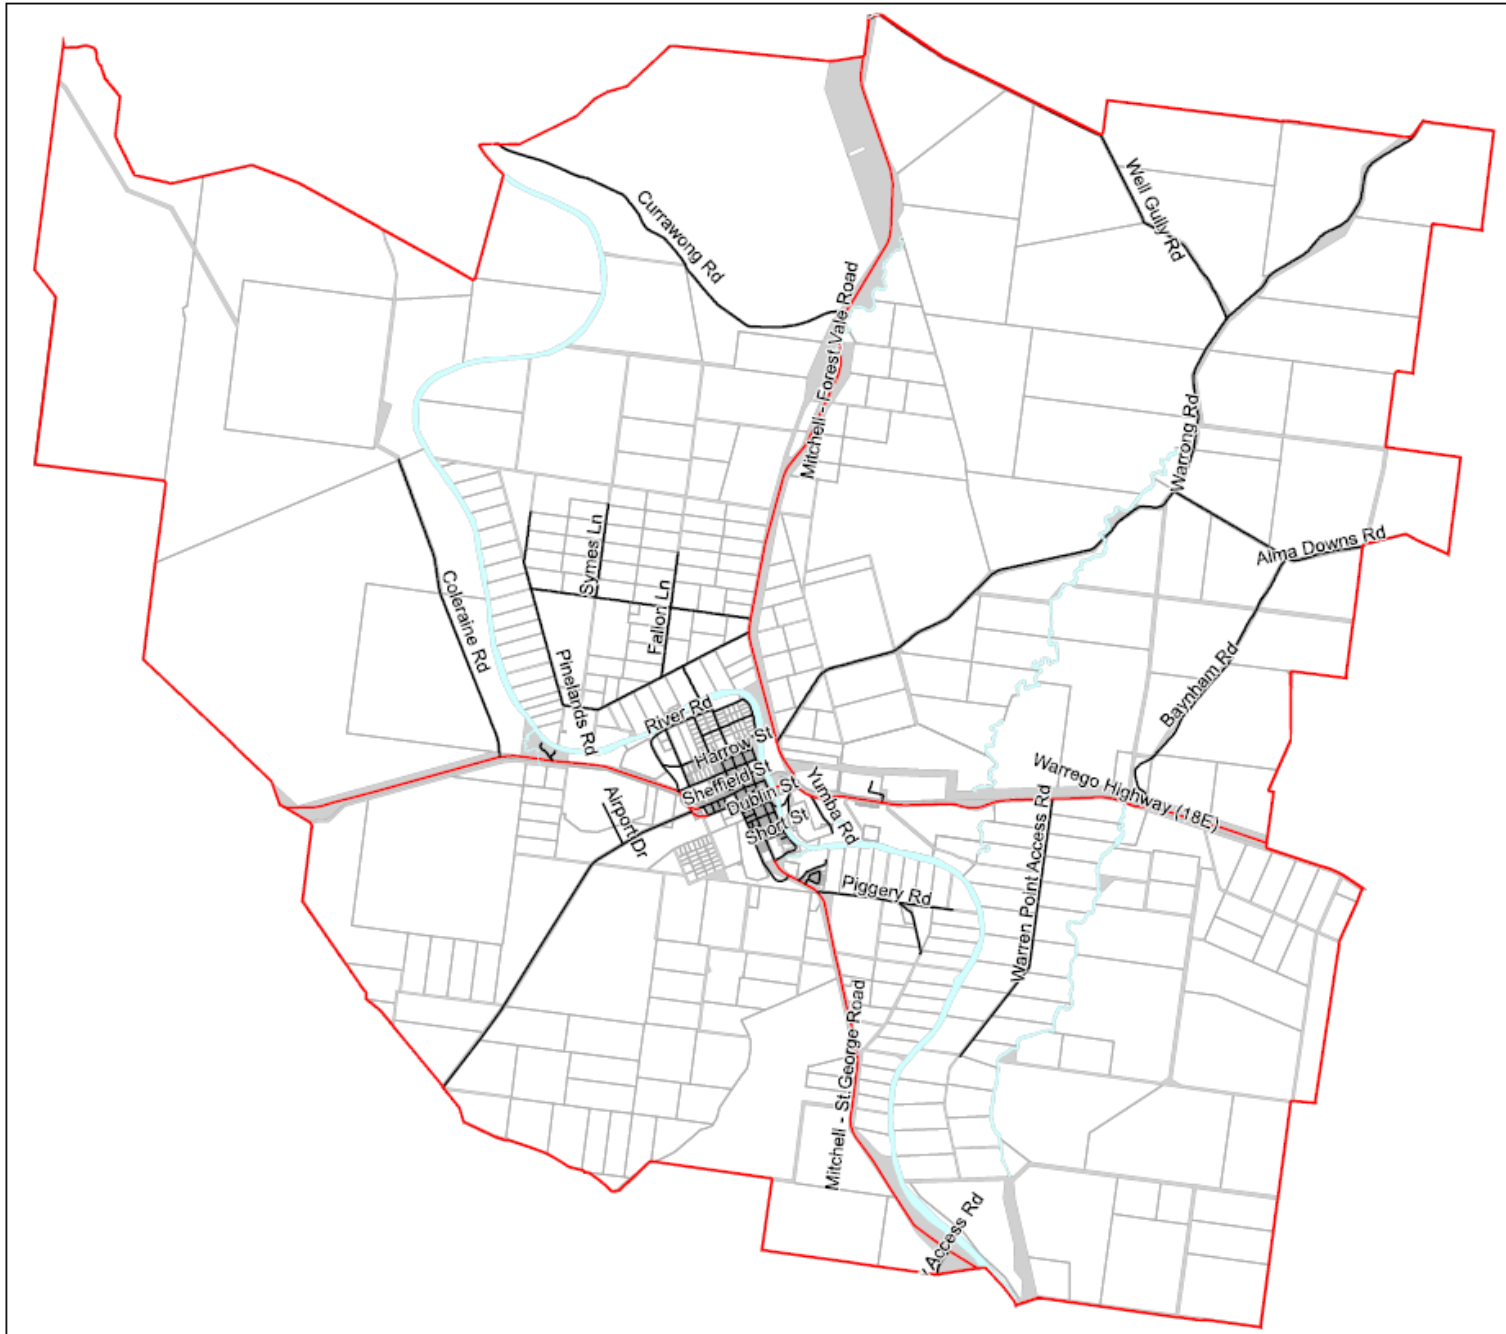 Well Gully Rd
Currawong Rd
Mitchell - Forest Vale Road
Warrong Rd
Symes Ln
Alma Downs Rd
Fallon Ln
Coleraine Rd
Pinelands Rd
Baynham Rd
River Rd
Harrow St
Sheffield St
Dublin St
Short St
Yumba Rd
Warrego Highway (18E)
Airport Dr
Piggery Rd
Warren Point Access Rd
Mitchell - St George Road
Access Rd